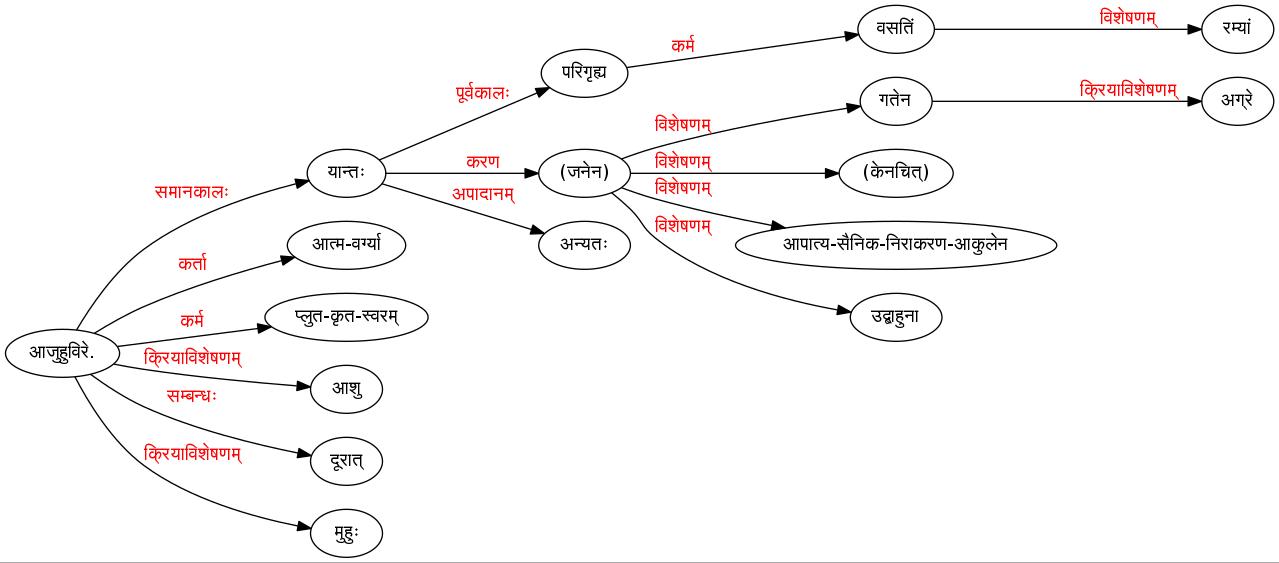 वसतिं
विशेषणम्
रम्यां
कर्म
परिगृह्य
पूर्वकालः
गतेन
क्रियाविशेषणम्
अग्रे
विशेषणम्
यान्तः
करण
(जनेन)
विशेषणम्
(केनचित्)
समानकालः
अपादानम्
विशेषणम्
आत्म-वर्ग्या
अन्यतः
विशेषणम्
आपात्य-सैनिक-निराकरण-आकुलेन
कर्ता
प्लुत-कृत-स्वरम्
उद्बाहुना
कर्म
आजुहुविरे.
क्रियाविशेषणम्
आशु
सम्बन्धः
दूरात्
क्रियाविशेषणम्
मुहुः